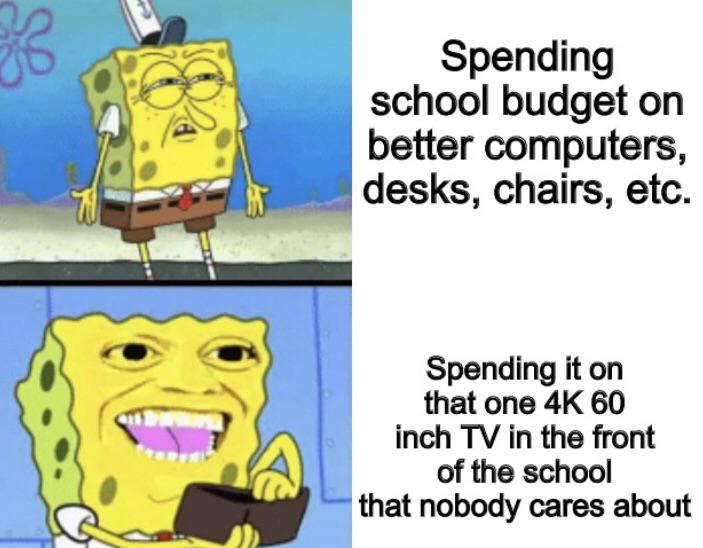 Spending
school budget on
better computers,
desks, chairs, etc.
Spending it on
that one 4K 60
inch TV in the front
of the school
that nobody cares about